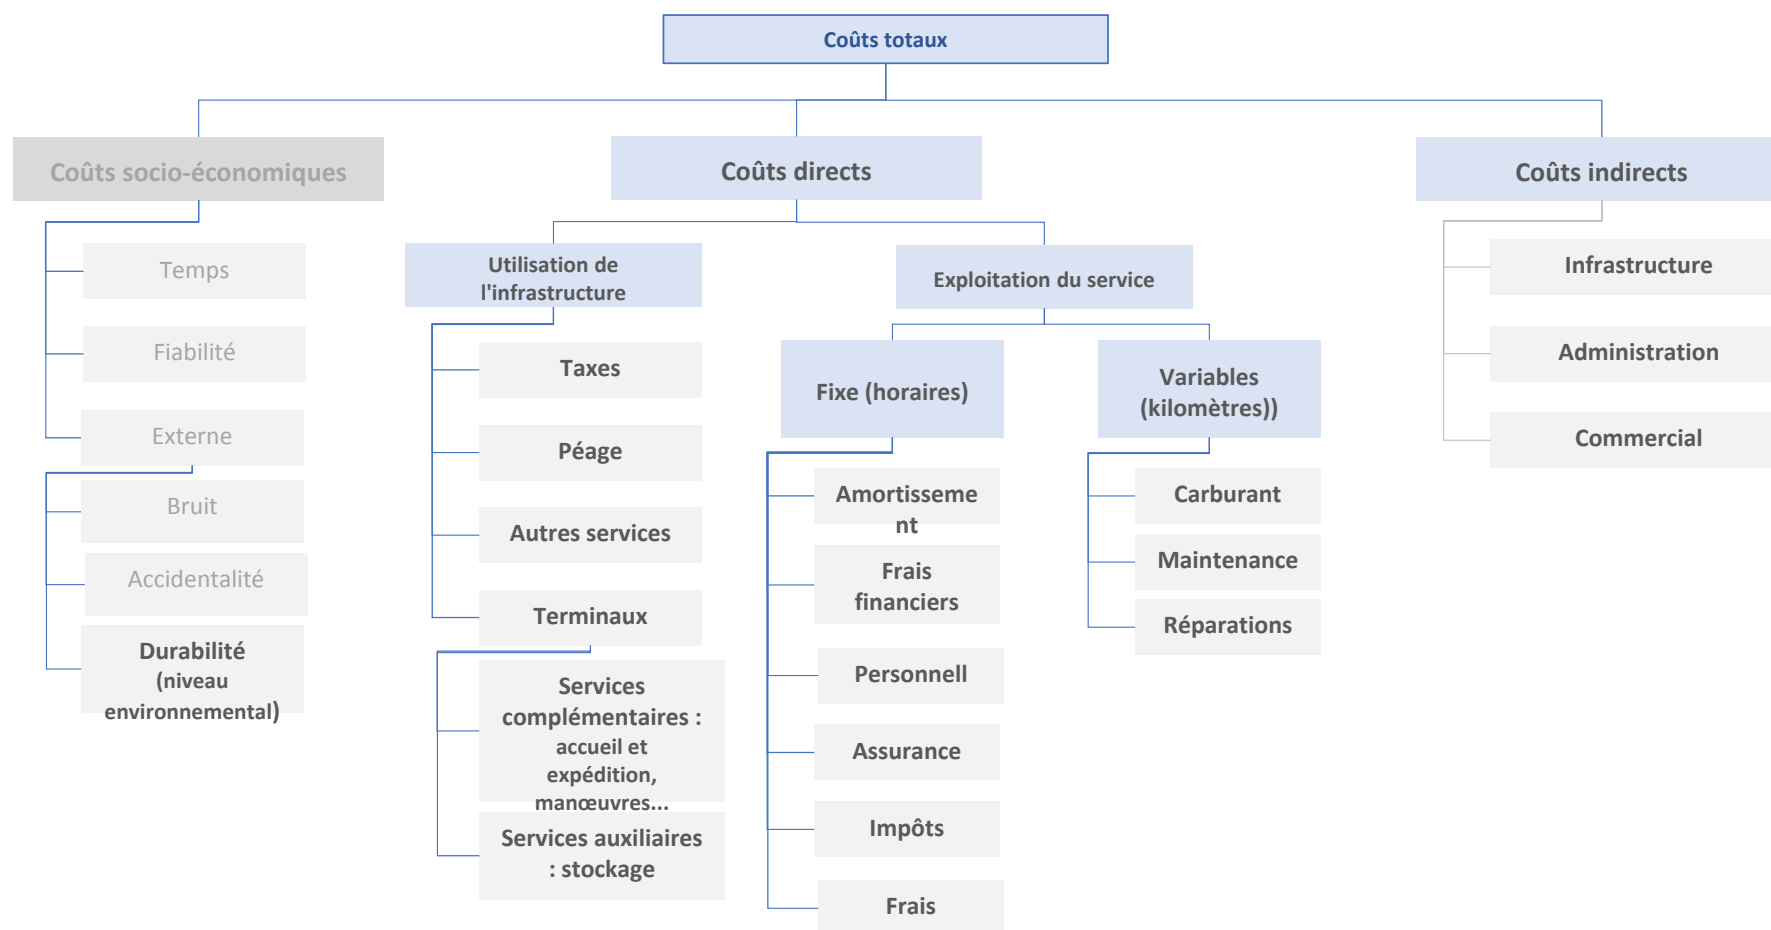 Coûts totaux
Coûts socio-économiques
Temps
Fiabilité
Externe
Bruit
Accidentalité
Durabilité
(niveau
environnemental)
Coûts directs
Utilisation de
l'infrastructure
Taxes
Péage
Autres services
Terminaux
Services
complémentaires :
accueil et
expédition,
manœuvres...
Services auxiliaires
: stockage
Exploitation du service
Fixe (horaires)
Amortisseme
nt
Frais
financiers
Personnell
Assurance
Impôts
Frais
Variables
(kilomètres))
Carburant
Maintenance
Réparations
Coûts indirects
Infrastructure
Administration
Commercial